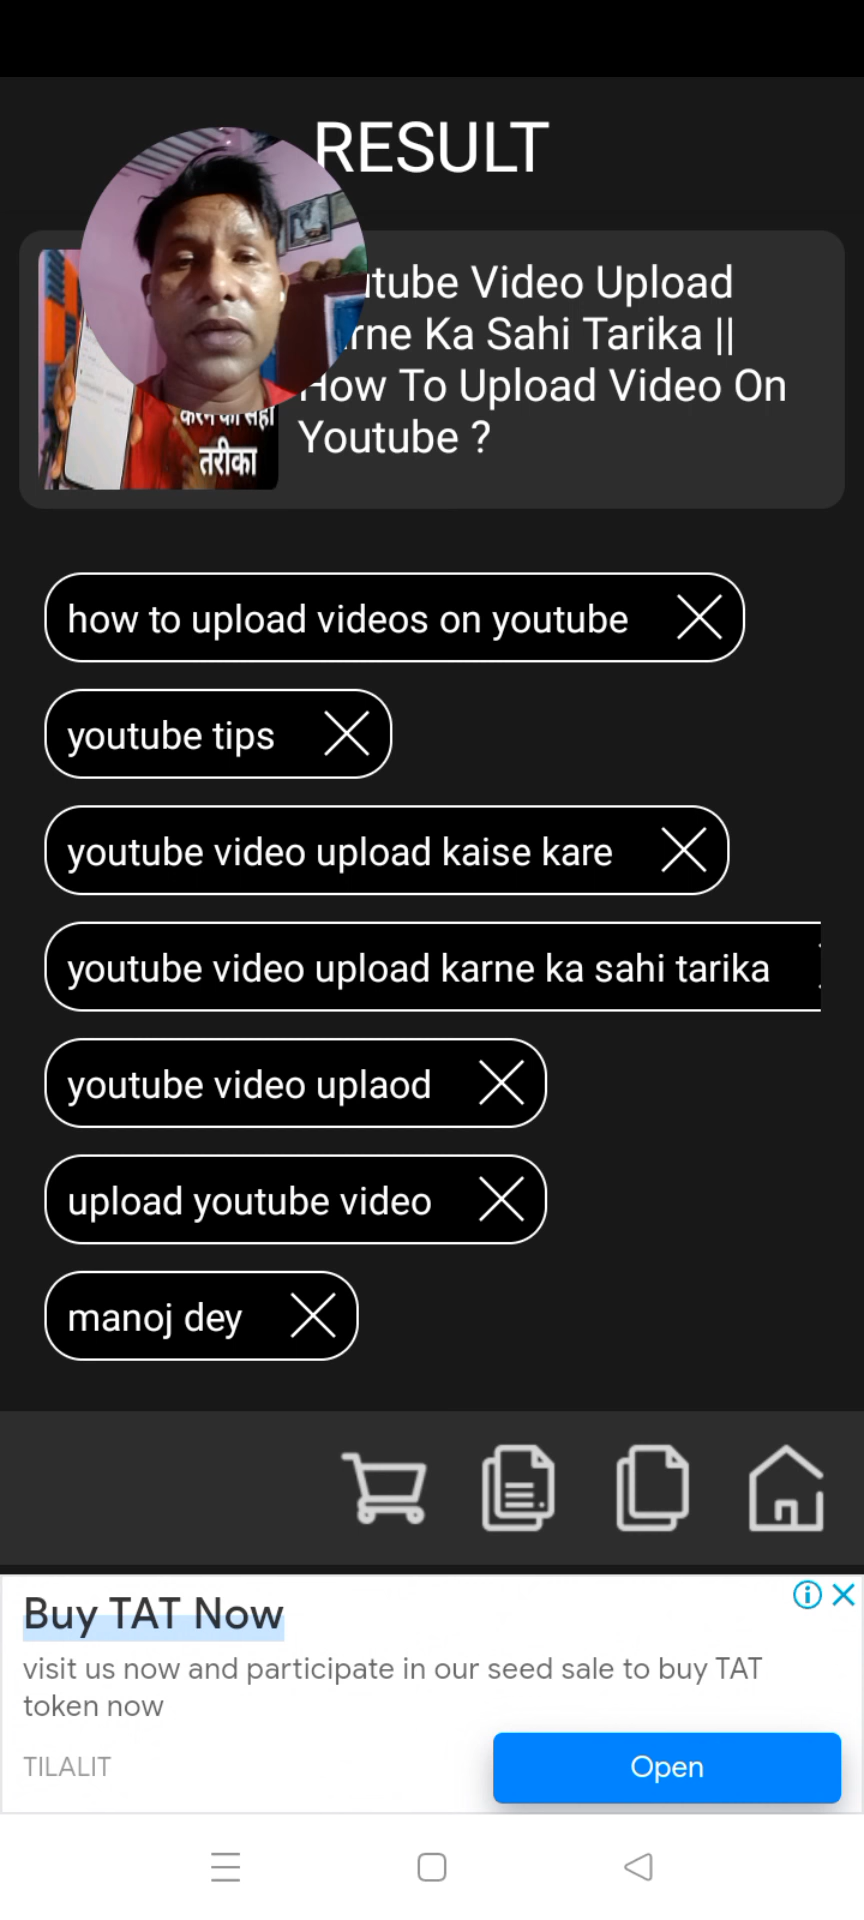 RESULT
utube Video Upload
rne Ka Sahi Tarika ||
How To Upload Video On
Youtube ?
करने का सही
तरीका
how to upload videos on youtube
youtube tips
youtube video upload kaise kare
youtube video upload karne ka sahi tarika
youtube video uplaod
upload youtube video
manoj dey
Buy TAT Now
visit us now and participate in our seed sale to buy TAT
token now
TILALIT
Open